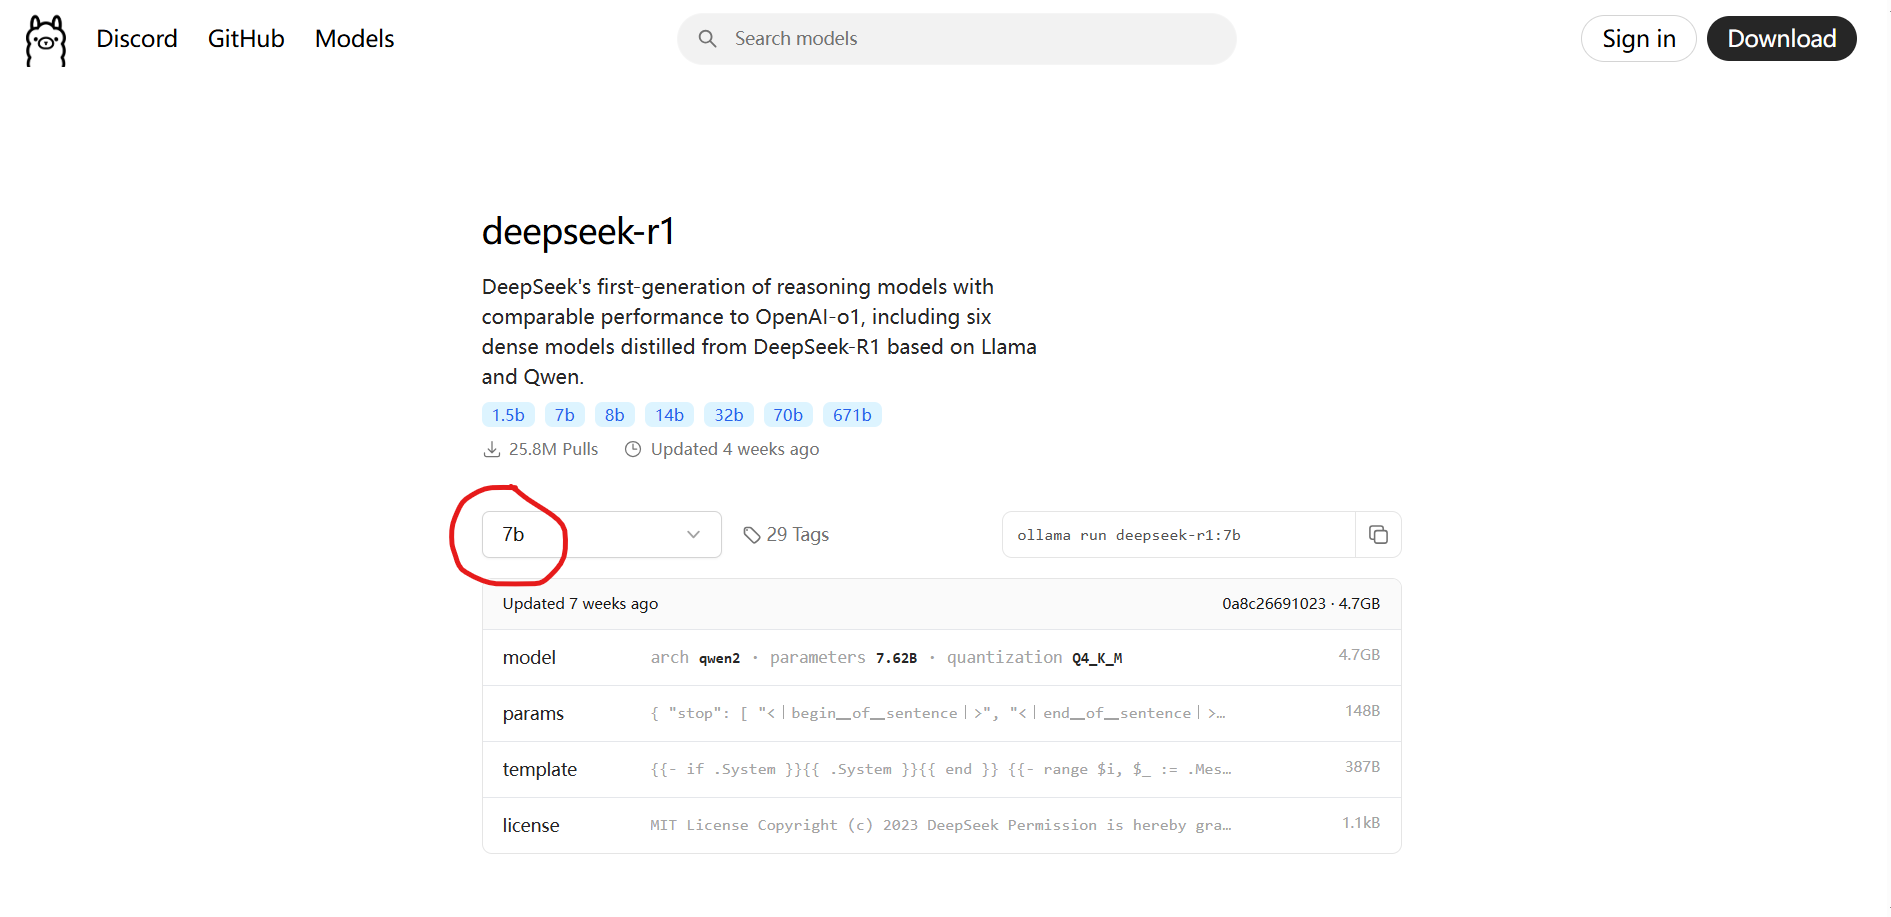 Discord GitHub Models Search models Sign in Download
deepseek-r1
DeepSeek's first-generation of reasoning models with
comparable performance to OpenAI-o1, including six
dense models distilled from DeepSeek-R1 based on Llama
and Qwen.
1.5b 7b 8b 14b 32b 70b 671b
25.8M Pulls Updated 4 weeks ago
7b 29 Tags ollama run deepseek-r1:7b
Updated 7 weeks ago 0a8c26691023 · 4.7GB
model arch qwen2 · parameters 7.62B · quantization Q4_K_M 4.7GB
params { "stop": [ "<｜begin▁of▁sentence｜>", "<｜end▁of▁sentence｜>… 148B
template {{- if .System }}{{ .System }}{{ end }} {{- range $i, $_ := .Mes… 387B
license MIT License Copyright (c) 2023 DeepSeek Permission is hereby gra… 1.1kB